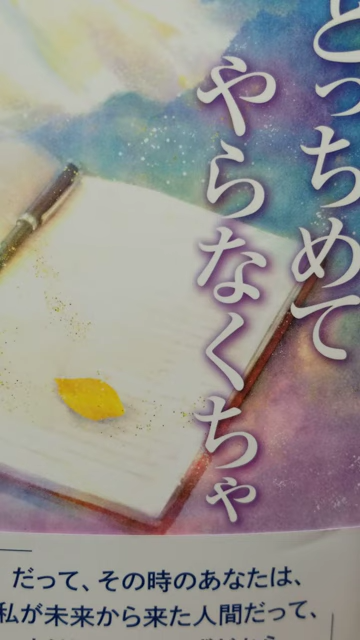 とっちめて
やらなくちゃ
だって、その時のあなたは、
私が未来から来た人間だって、